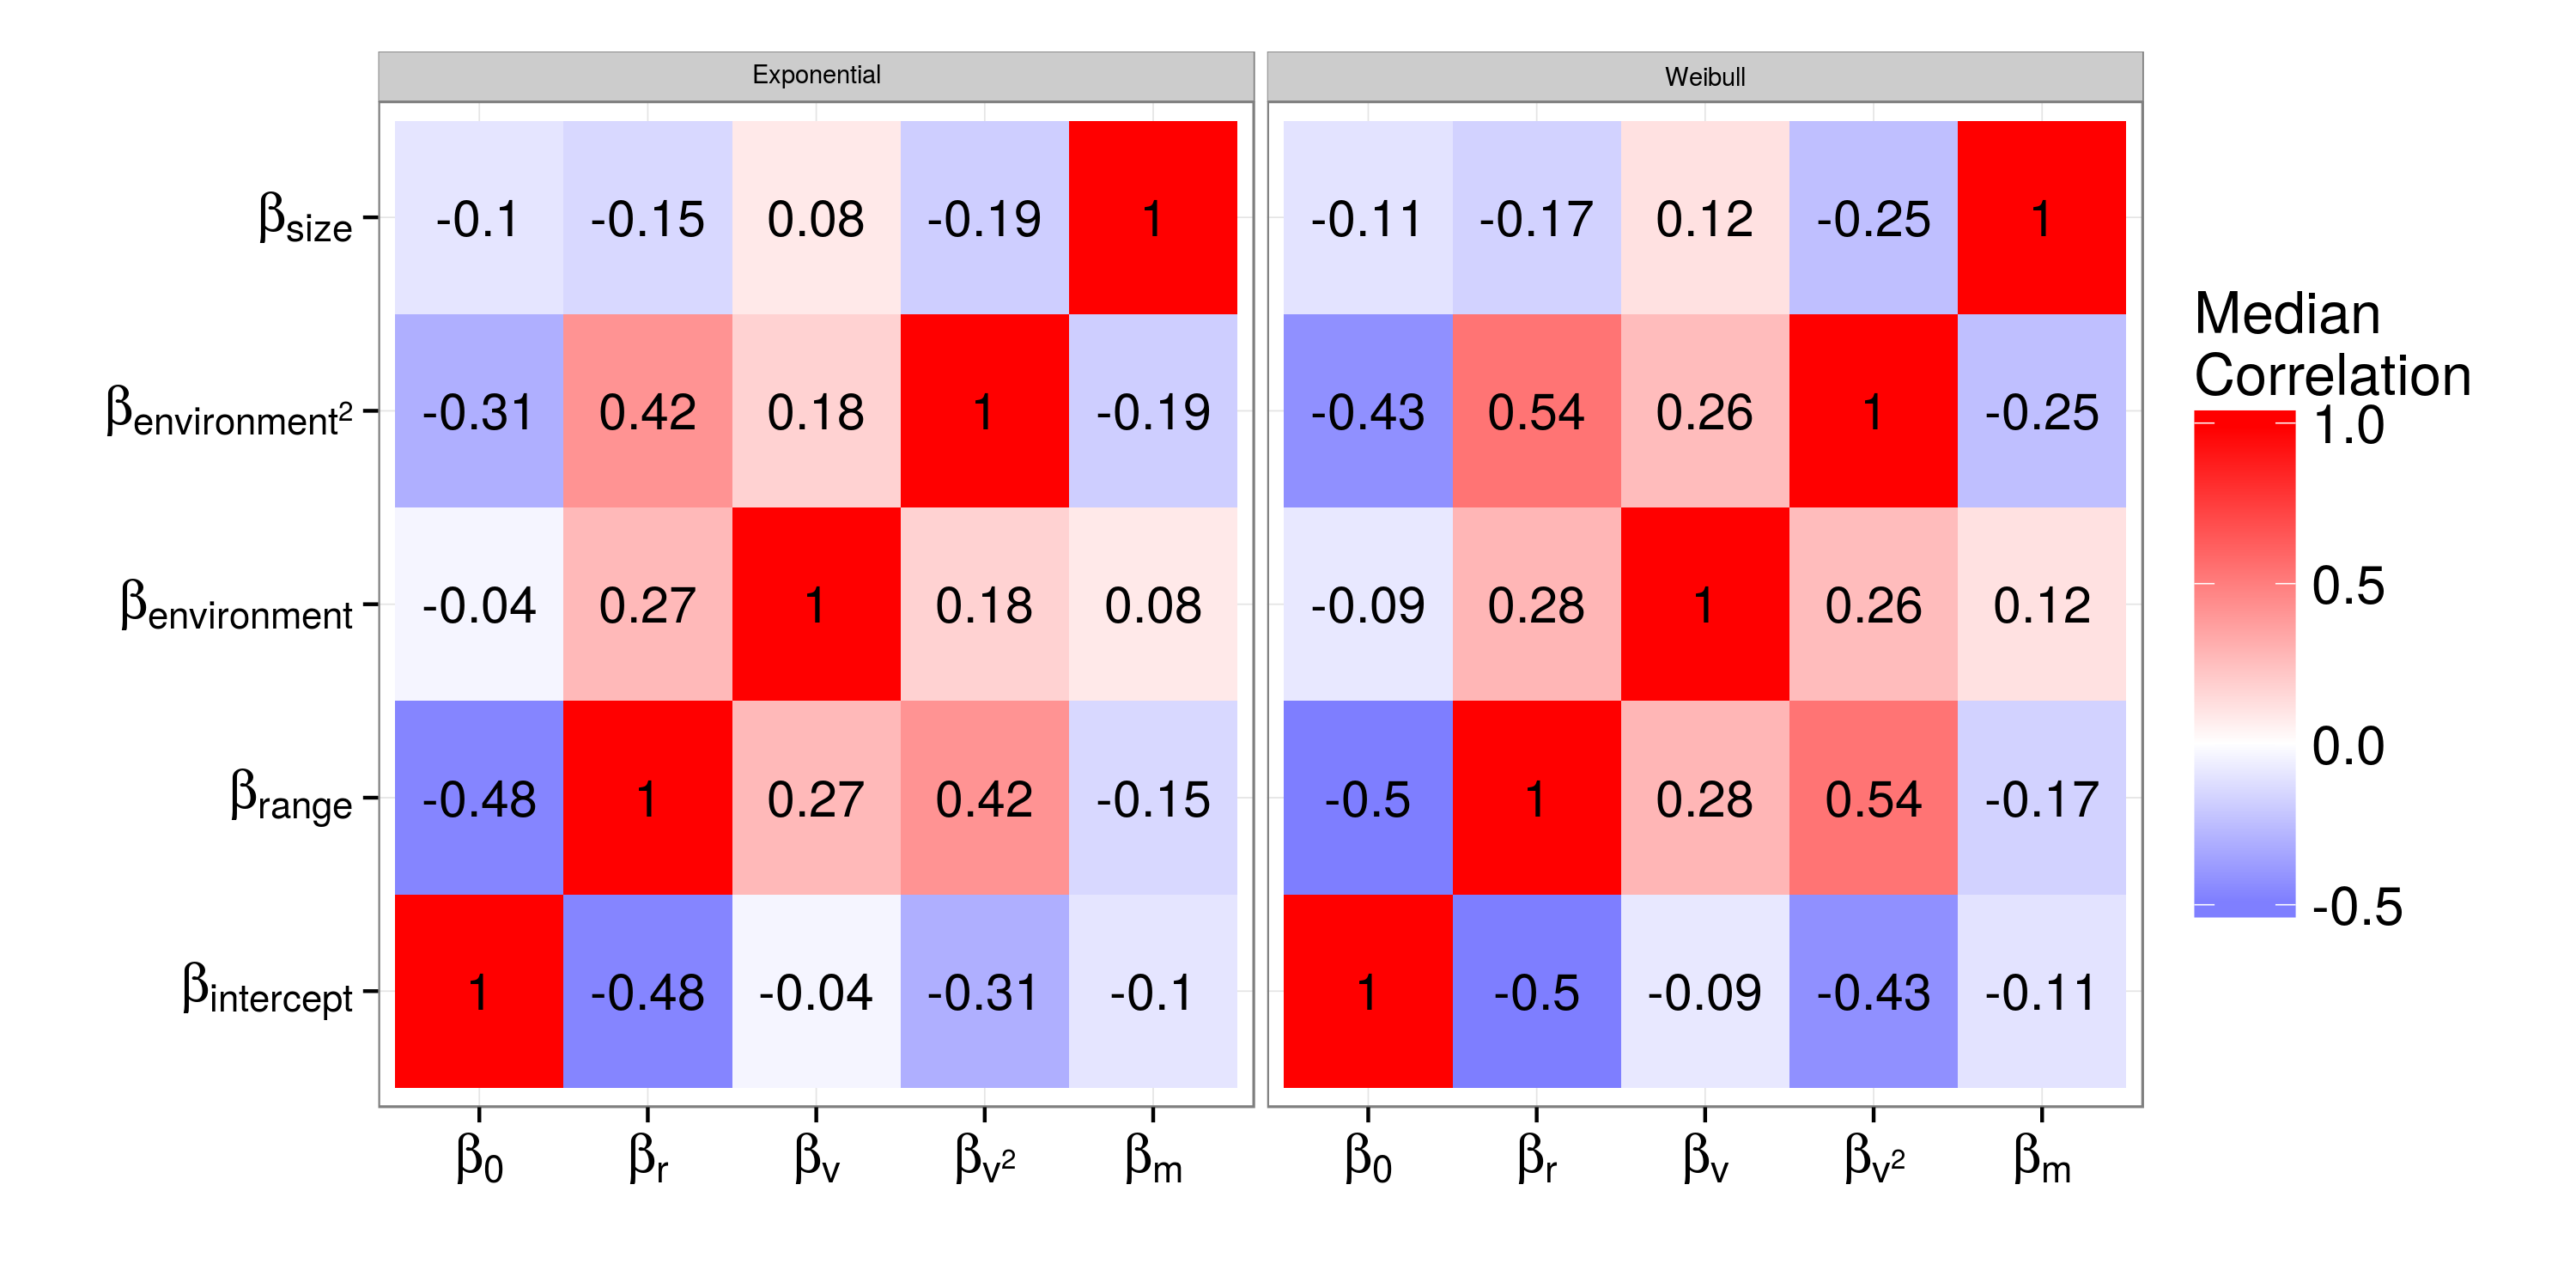 Exponential Weibull
βsize -0.1 -0.15 0.08 -0.19 1 -0.11 -0.17 0.12 -0.25 1
βenvironment² -0.31 0.42 0.18 1 -0.19 -0.43 0.54 0.26 1 -0.25
βenvironment -0.04 0.27 1 0.18 0.08 -0.09 0.28 1 0.26 0.12
βrange -0.48 1 0.27 0.42 -0.15 -0.5 1 0.28 0.54 -0.17
βintercept 1 -0.48 -0.04 -0.31 -0.1 1 -0.5 -0.09 -0.43 -0.11
β0 βr βv βv² βm β0 βr βv βv² βm
Median
Correlation
1.0
0.5
0.0
-0.5